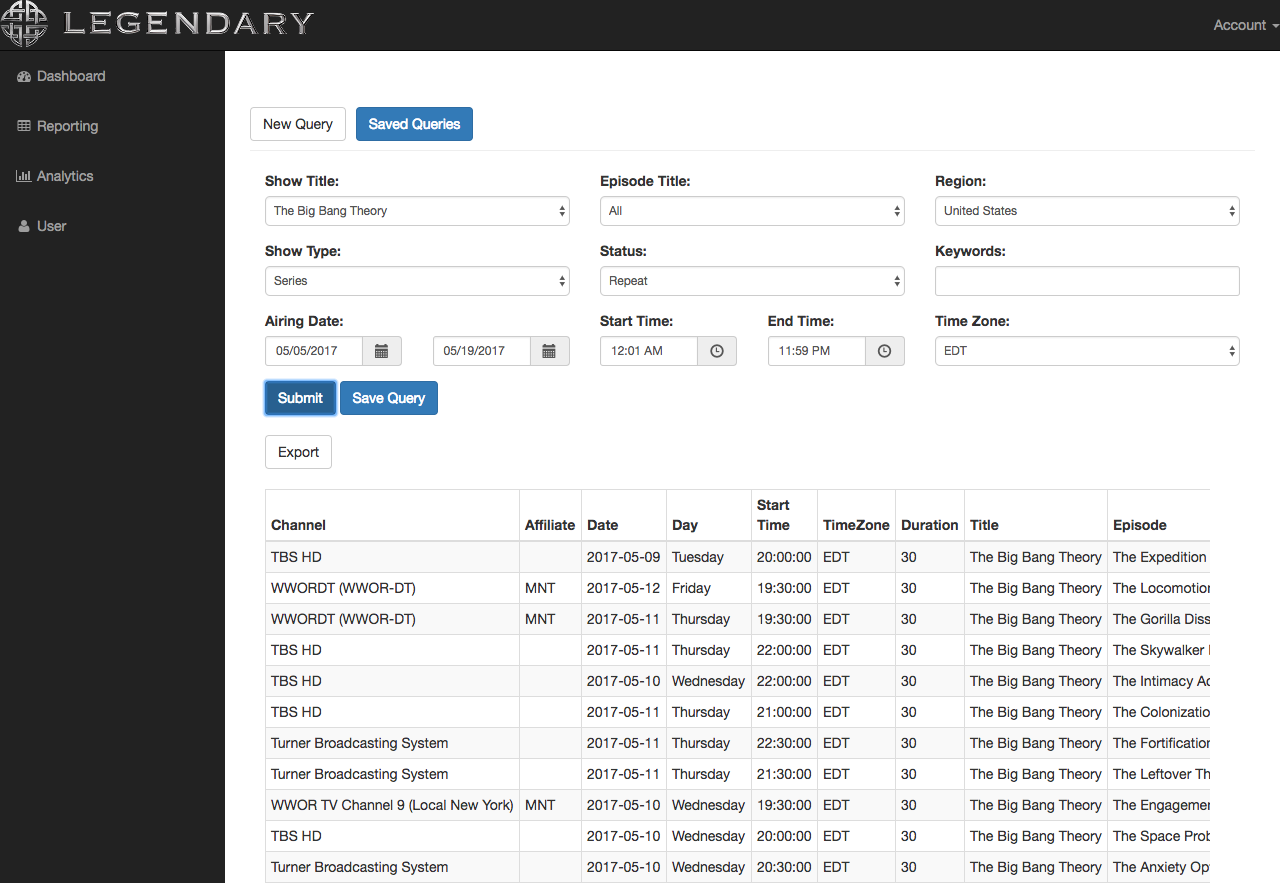 LEGENDARY
Account
Dashboard
Reporting
Analytics
User
New Query Saved Queries
Show Title: Episode Title: Region:
The Big Bang Theory All United States
Show Type: Status: Keywords:
Series Repeat
Airing Date: Start Time: End Time: Time Zone:
05/05/2017 05/19/2017 12:01 AM 11:59 PM EDT
Submit Save Query
Export
Channel Affiliate Date Day Start Time TimeZone Duration Title Episode
TBS HD 2017-05-09 Tuesday 20:00:00 EDT 30 The Big Bang Theory The Expedition
WWORDT (WWOR-DT) MNT 2017-05-12 Friday 19:30:00 EDT 30 The Big Bang Theory The Locomotion
WWORDT (WWOR-DT) MNT 2017-05-11 Thursday 19:30:00 EDT 30 The Big Bang Theory The Gorilla Diss
TBS HD 2017-05-11 Thursday 22:00:00 EDT 30 The Big Bang Theory The Skywalker
TBS HD 2017-05-10 Wednesday 22:00:00 EDT 30 The Big Bang Theory The Intimacy Ac
TBS HD 2017-05-11 Thursday 21:00:00 EDT 30 The Big Bang Theory The Colonizatio
Turner Broadcasting System 2017-05-11 Thursday 22:30:00 EDT 30 The Big Bang Theory The Fortification
Turner Broadcasting System 2017-05-11 Thursday 21:30:00 EDT 30 The Big Bang Theory The Leftover Th
WWOR TV Channel 9 (Local New York) MNT 2017-05-10 Wednesday 19:30:00 EDT 30 The Big Bang Theory The Engageme
TBS HD 2017-05-10 Wednesday 20:00:00 EDT 30 The Big Bang Theory The Space Prob
Turner Broadcasting System 2017-05-10 Wednesday 20:30:00 EDT 30 The Big Bang Theory The Anxiety Op